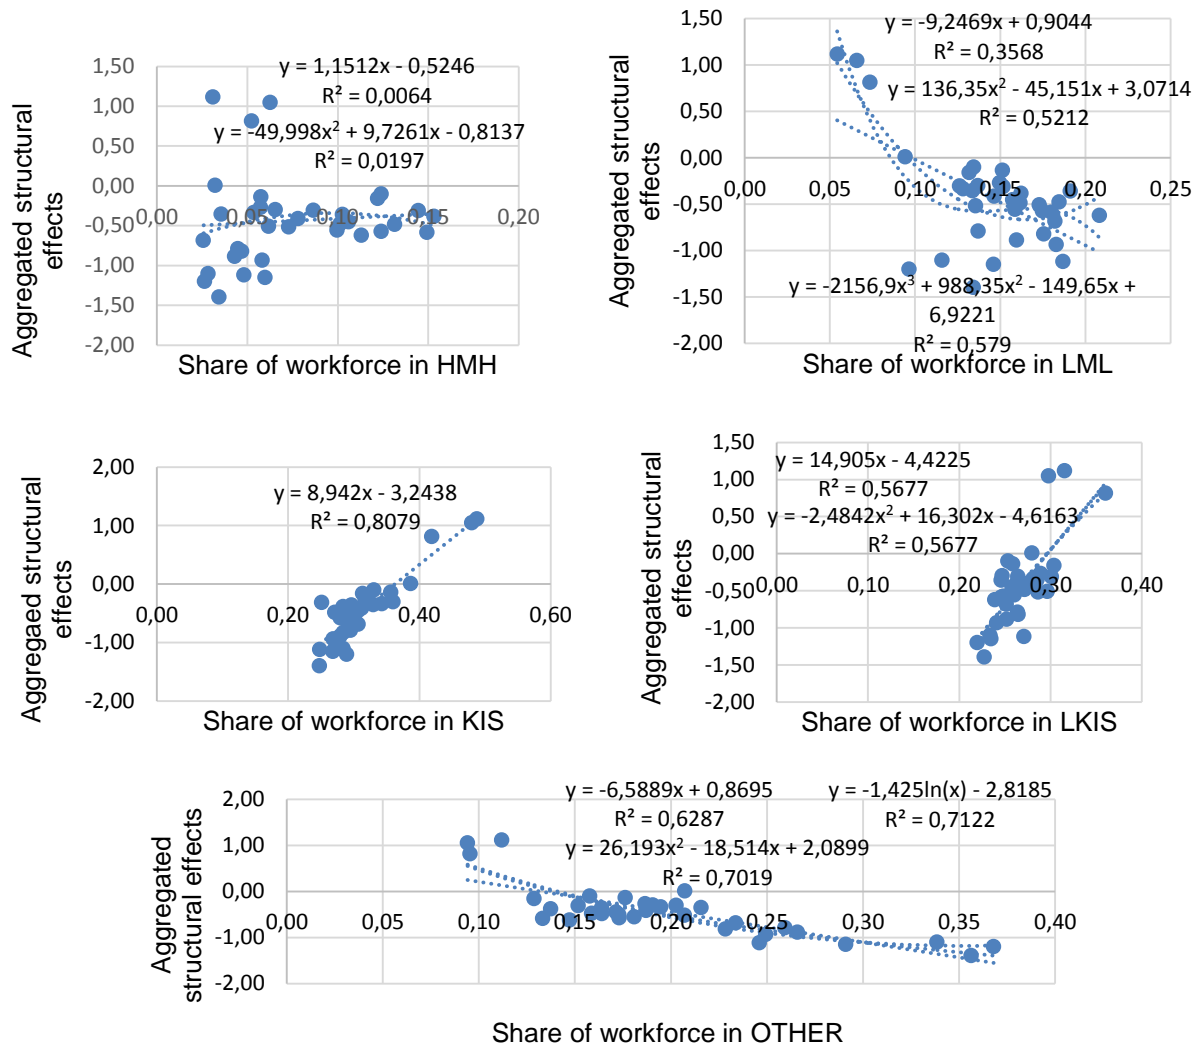 Aggregated structural
effects
1,50
1,00
0,50
0,00
-0,50
-1,00
-1,50
-2,00
0,00
0,05
0,10
0,15
0,20
y = 1,1512x - 0,5246
R² = 0,0064
y = -49,998x² + 9,7261x - 0,8137
R² = 0,0197
Share of workforce in HMH
Aggregated structural
effects
1,50
1,00
0,50
0,00
-0,50
-1,00
-1,50
-2,00
0,00
0,05
0,10
0,15
0,20
0,25
y = -9,2469x + 0,9044
R² = 0,3568
y = 136,35x² - 45,151x + 3,0714
R² = 0,5212
y = -2156,9x³ + 988,35x² - 149,65x +
6,9221
R² = 0,579
Share of workforce in LML
Aggregaed structural
effects
2,00
1,00
0,00
-1,00
-2,00
0,00
0,20
0,40
0,60
y = 8,942x - 3,2438
R² = 0,8079
Share of workforce in KIS
Aggregated structural
effects
1,50
1,00
0,50
0,00
-0,50
-1,00
-1,50
-2,00
0,00
0,10
0,20
0,30
0,40
y = 14,905x - 4,4225
R² = 0,5677
y = -2,4842x² + 16,302x - 4,6163
R² = 0,5677
Share of workforce in LKIS
Aggregated
structural effects
2,00
1,00
0,00
-1,00
-2,00
0,00
0,05
0,10
0,15
0,20
0,25
0,30
0,35
0,40
y = -6,5889x + 0,8695
R² = 0,6287
y = -1,425ln(x) - 2,8185
R² = 0,7122
y = 26,193x² - 18,514x + 2,0899
R² = 0,7019
Share of workforce in OTHER